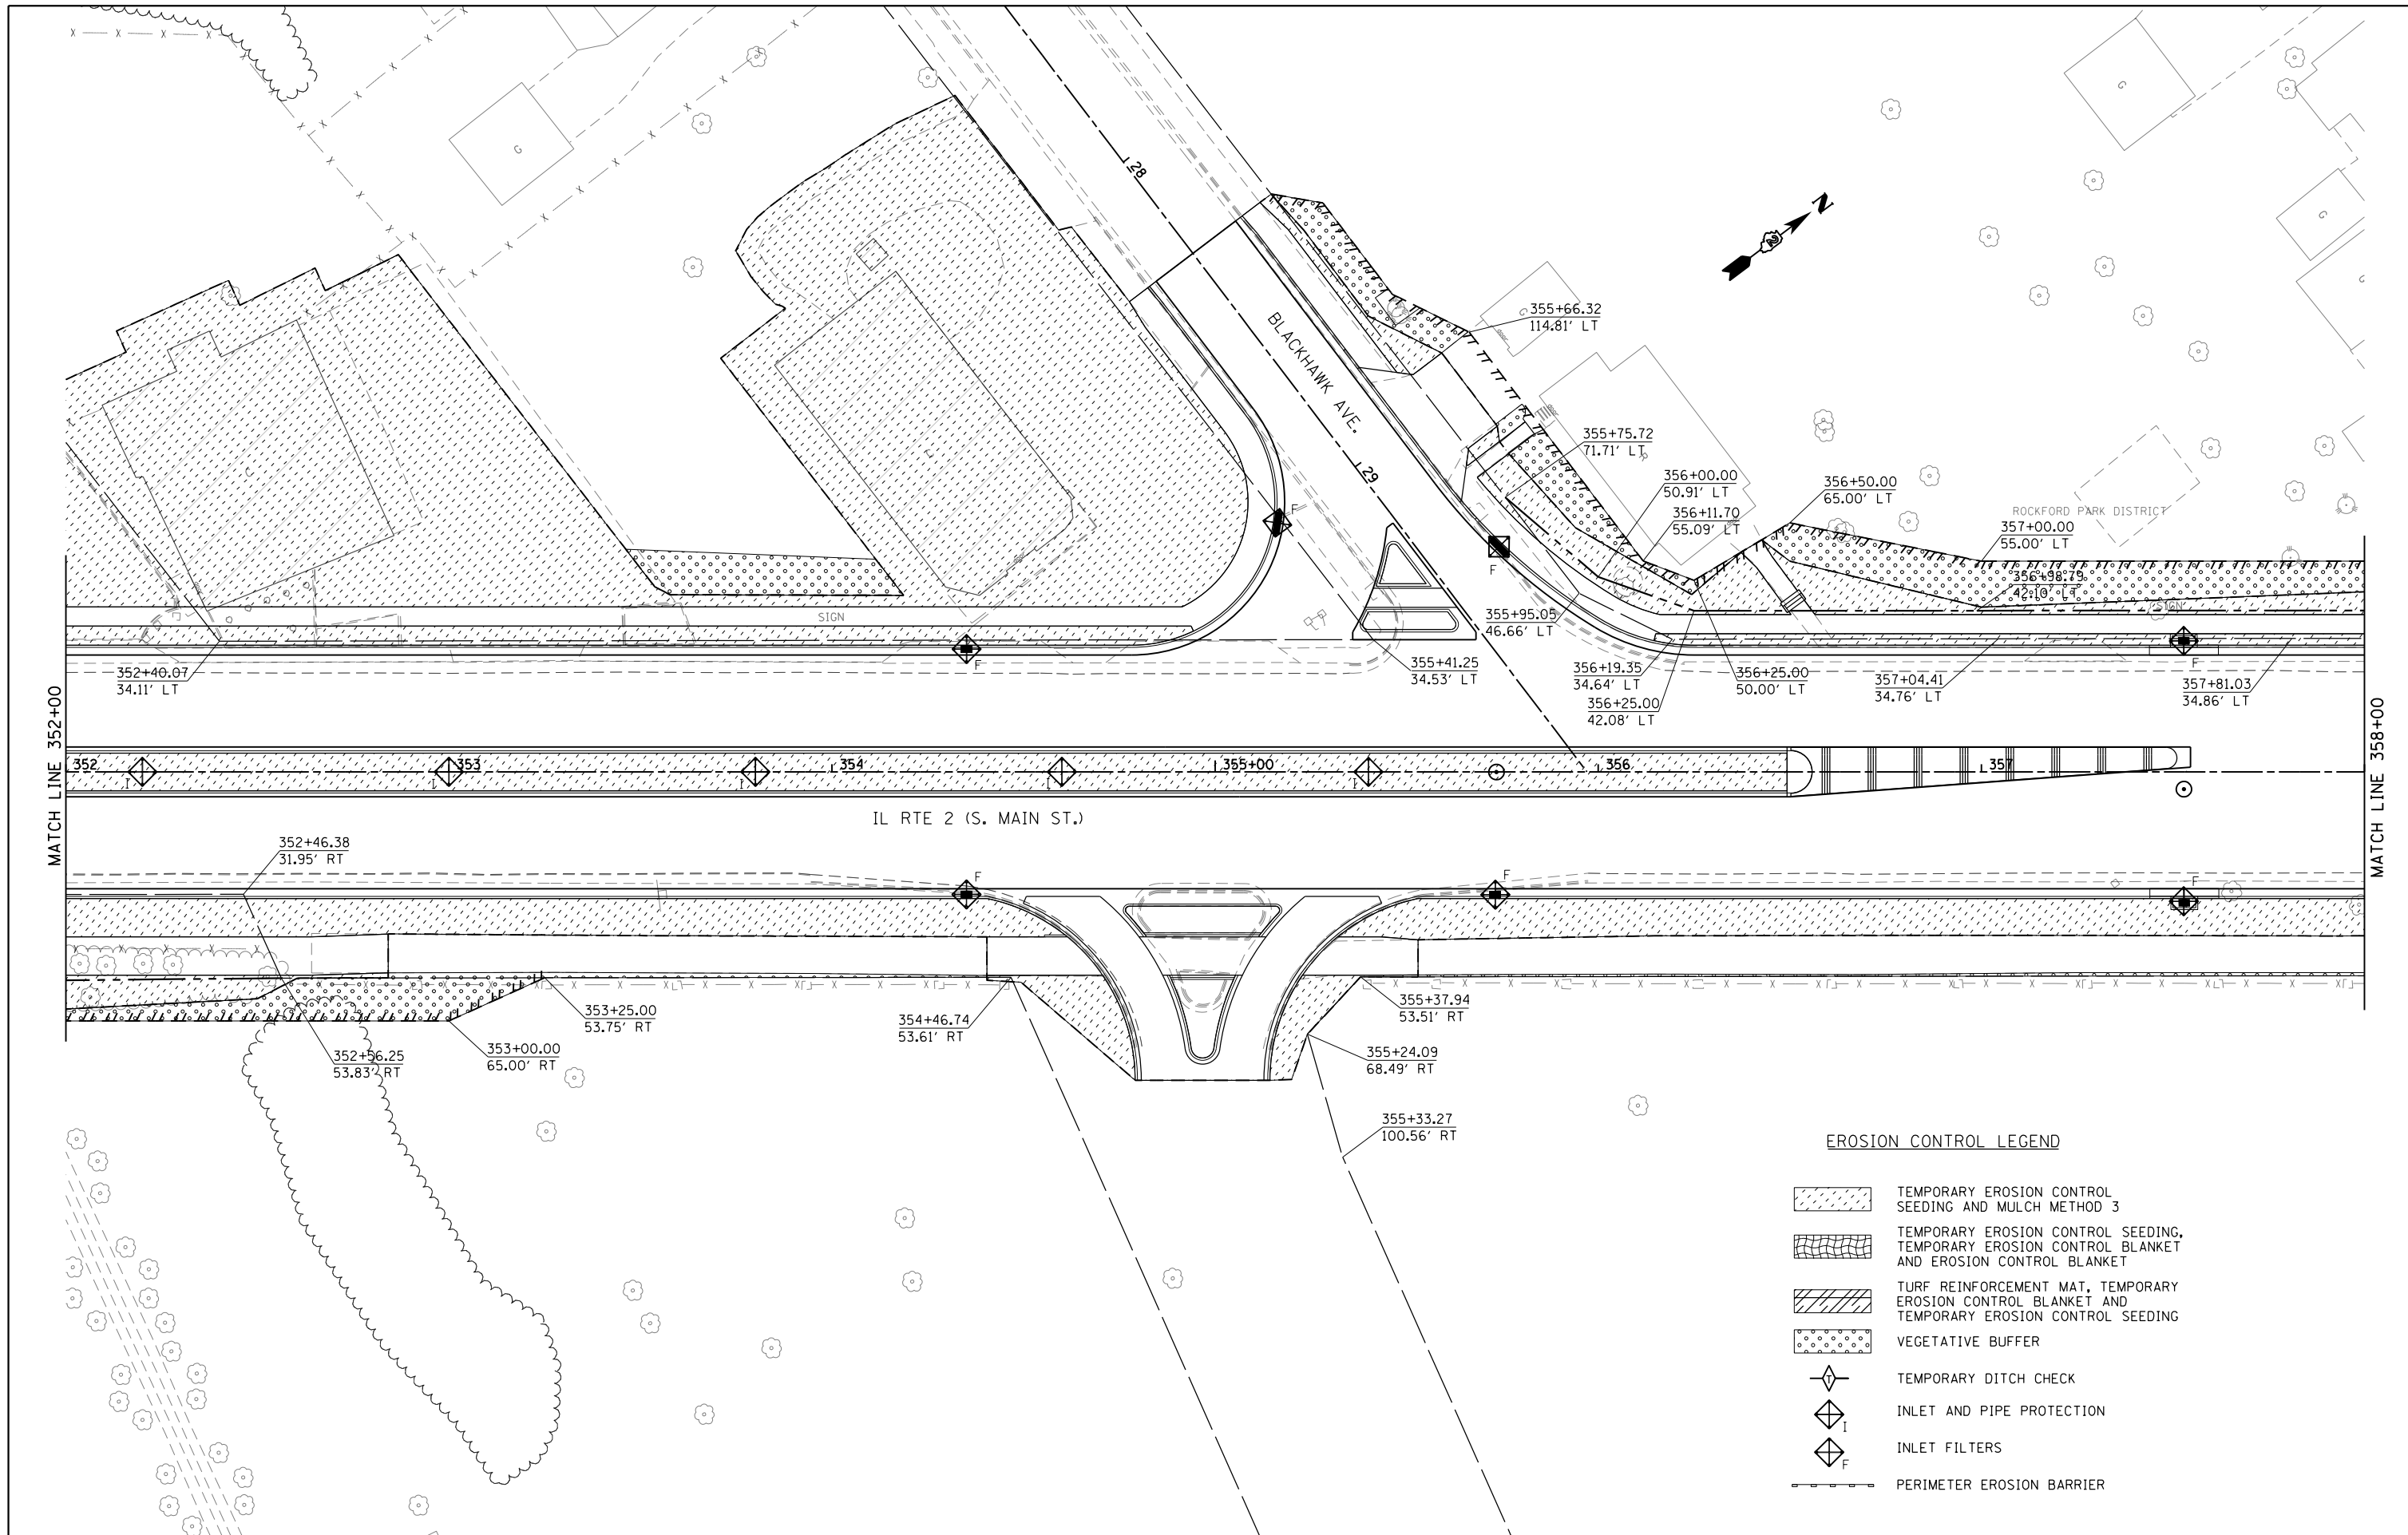 G
28
N
2
G
G
G
BLACKHAWK AVE.
G
355+66.32
114.81' LT
C
C
R
29
355+75.72
71.71' LT
356+00.00
50.91' LT
356+11.70
55.09' LT
356+50.00
65.00' LT
ROCKFORD PARK DISTRICT
357+00.00
55.00' LT
356+98.79
42.10' LT
SIGN
SIGN
F
F
F
F
352+40.07
34.11' LT
355+41.25
34.53' LT
355+95.05
46.66' LT
356+19.35
34.64' LT
356+25.00
42.08' LT
356+25.00
50.00' LT
357+04.41
34.76' LT
357+81.03
34.86' LT
MATCH LINE 352+00
MATCH LINE 358+00
352
353
354
355+00
356
357
I
I
I
I
I
IL RTE 2 (S. MAIN ST.)
352+46.38
31.95' RT
F
F
F
352+56.25
53.83' RT
353+00.00
65.00' RT
353+25.00
53.75' RT
354+46.74
53.61' RT
355+37.94
53.51' RT
355+24.09
68.49' RT
355+33.27
100.56' RT
EROSION CONTROL LEGEND
TEMPORARY EROSION CONTROL
SEEDING AND MULCH METHOD 3
TEMPORARY EROSION CONTROL SEEDING,
TEMPORARY EROSION CONTROL BLANKET
AND EROSION CONTROL BLANKET
TURF REINFORCEMENT MAT, TEMPORARY
EROSION CONTROL BLANKET AND
TEMPORARY EROSION CONTROL SEEDING
VEGETATIVE BUFFER
T
TEMPORARY DITCH CHECK
I
INLET AND PIPE PROTECTION
F
INLET FILTERS
PERIMETER EROSION BARRIER